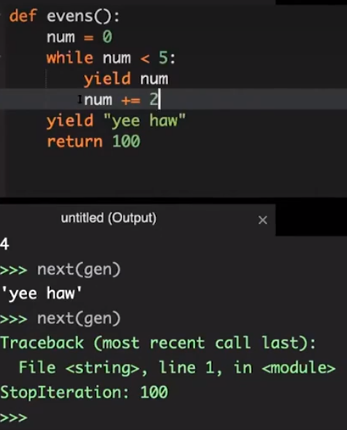 def evens():
    num = 0
    while num < 5:
        yield num
        num += 2
    yield "yee haw"
    return 100
untitled (Output) ×
4
>>> next(gen)
'yee haw'
>>> next(gen)
Traceback (most recent call last):
  File <string>, line 1, in <module>
StopIteration: 100
>>>